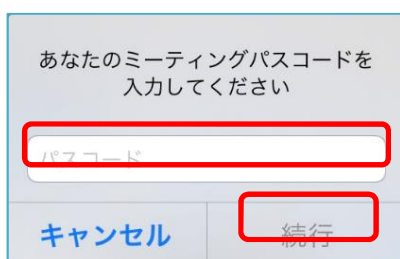 あなたのミーティングパスコードを
入力してください
パスコード
キャンセル
続行